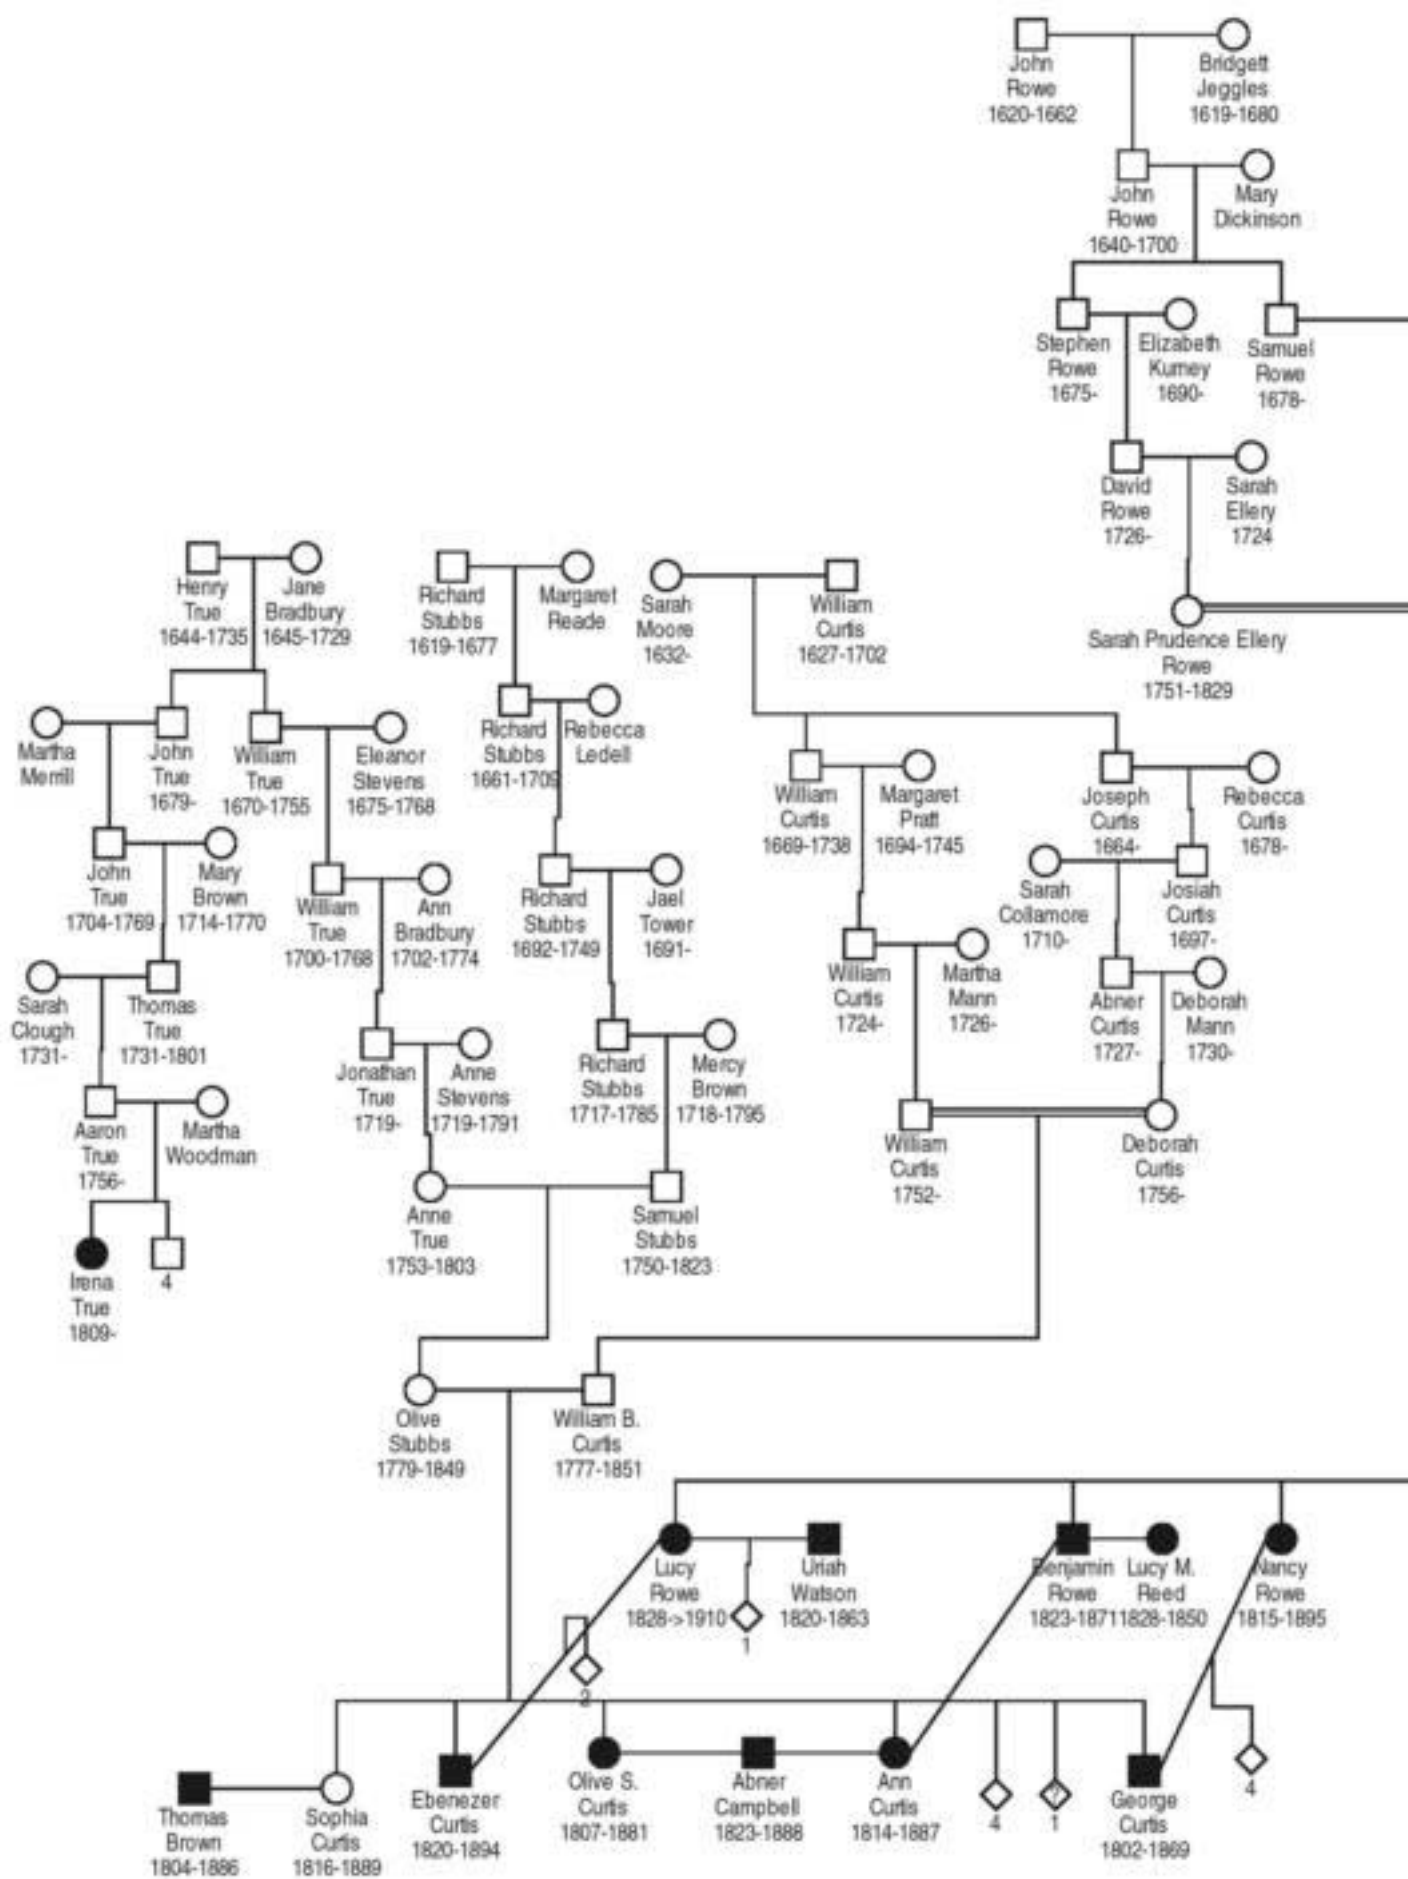 John
Rowe
1620-1662
Bridgett
Jeggles
1619-1680
John
Rowe
1640-1700
Mary
Dickinson
Stephen
Rowe
1675-
Elizabeth
Kurney
1690-
Samuel
Rowe
1678-
David
Rowe
1726-
Sarah
Ellery
1724
Sarah Prudence Ellery
Rowe
1751-1829
Henry
True
1644-1735
Jane
Bradbury
1645-1729
Richard
Stubbs
1619-1677
Margaret
Reade
Sarah
Moore
1632-
William
Curtis
1627-1702
Martha
Merrill
John
True
1679-
William
True
1670-1755
Eleanor
Stevens
1675-1768
Richard
Stubbs
1661-1709
Rebecca
Ledell
William
Curtis
1669-1738
Margaret
Pratt
1694-1745
Joseph
Curtis
1664-
Rebecca
Curtis
1678-
John
True
1704-1769
Mary
Brown
1714-1770
William
True
1700-1768
Ann
Bradbury
1702-1774
Richard
Stubbs
1692-1749
Jael
Tower
1691-
Sarah
Collamore
1710-
Josiah
Curtis
1697-
Sarah
Clough
1731-
Thomas
True
1731-1801
William
Curtis
1724-
Martha
Mann
1726-
Abner
Curtis
1727-
Deborah
Mann
1730-
Jonathan
True
1719-
Anne
Stevens
1719-1791
Richard
Stubbs
1717-1785
Mercy
Brown
1718-1795
Aaron
True
1756-
Martha
Woodman
William
Curtis
1752-
Deborah
Curtis
1756-
Anne
True
1753-1803
Samuel
Stubbs
1750-1823
Irena
True
1809-
4
Olive
Stubbs
1779-1849
William B.
Curtis
1777-1851
Lucy
Rowe
1828->1910
1
Uriah
Watson
1820-1863
Benjamin
Rowe
1823-1871
Lucy M.
Reed
1828-1850
Nancy
Rowe
1815-1895
2
Thomas
Brown
1804-1886
Sophia
Curtis
1816-1889
Ebenezer
Curtis
1820-1894
Olive S.
Curtis
1807-1881
Abner
Campbell
1823-1888
Ann
Curtis
1814-1887
4
?
1
George
Curtis
1802-1869
4